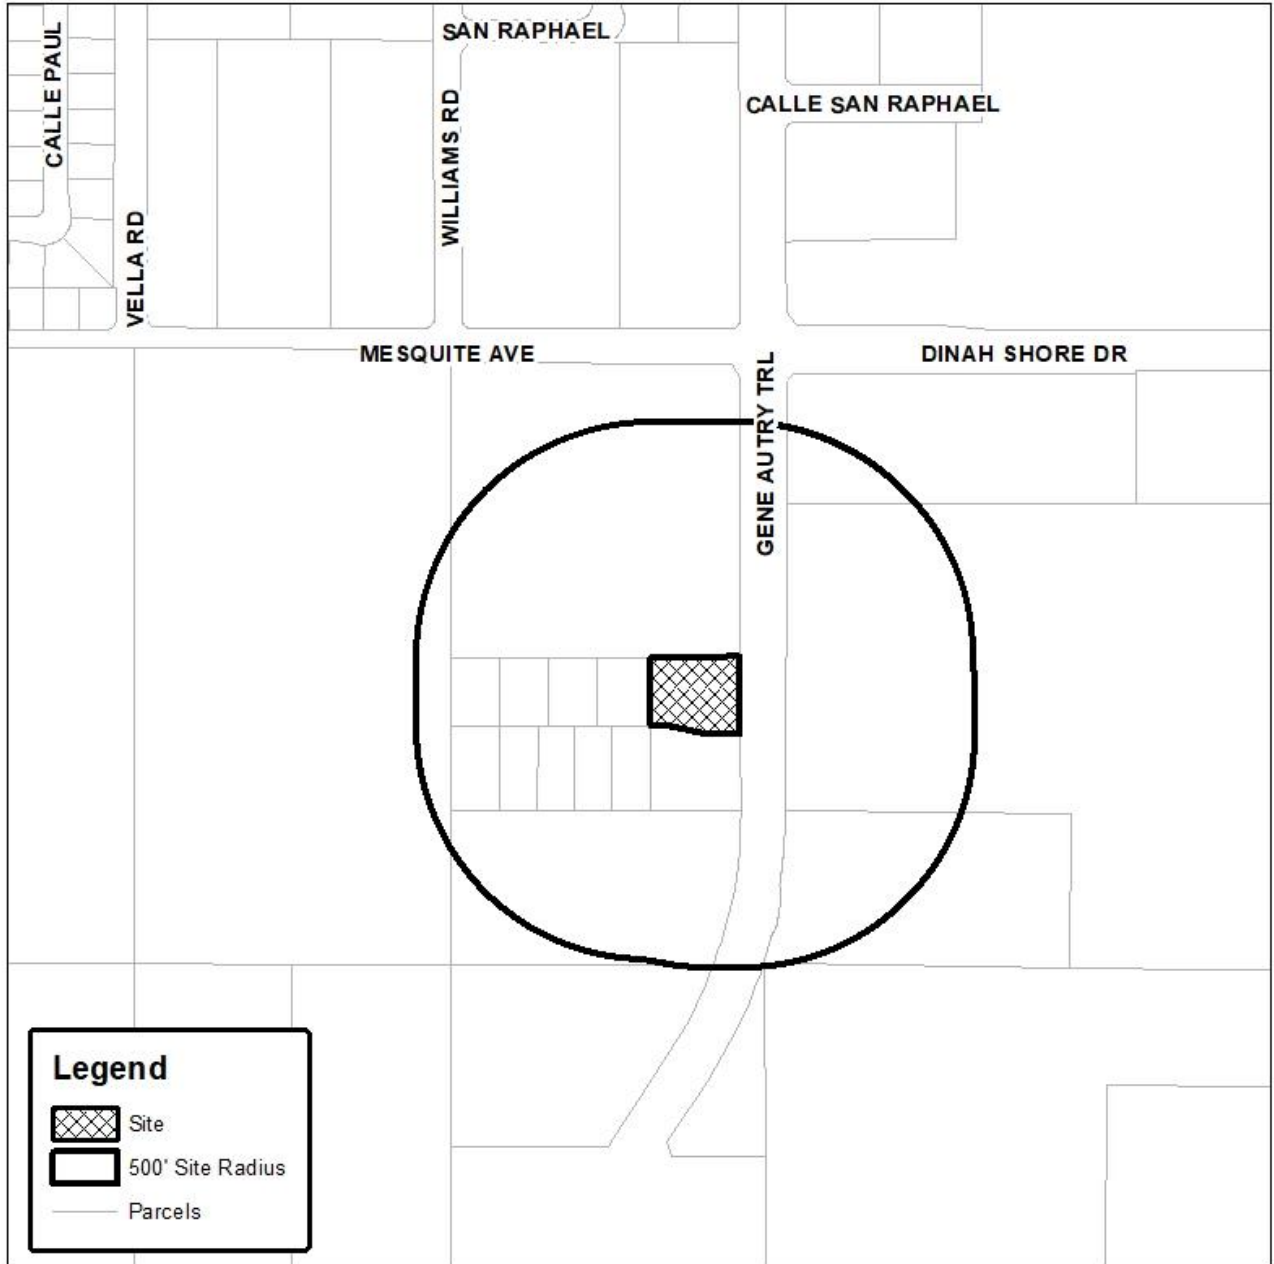 CALLE PAUL
SAN RAPHAEL
WILLIAMS RD
CALLE SAN RAPHAEL
VELLA RD
MESQUITE AVE
DINAH SHORE DR
GENE AUTRY TRL
Legend
Site
500' Site Radius
Parcels